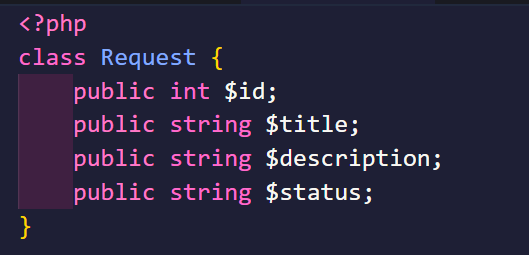 <?php
class Request {
    public int $id;
    public string $title;
    public string $description;
    public string $status;
}